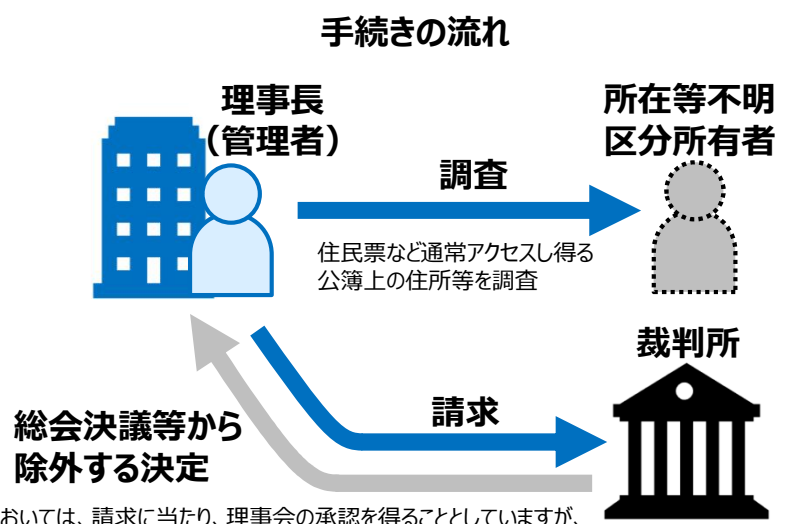 手続きの流れ
理事長
（管理者）
所在等不明
区分所有者
調査
住民票など通常アクセスし得る
公簿上の住所等を調査
裁判所
請求
総会決議等から
除外する決定
おいては、請求に当たり、理事会の承認を得ることとしていますが、